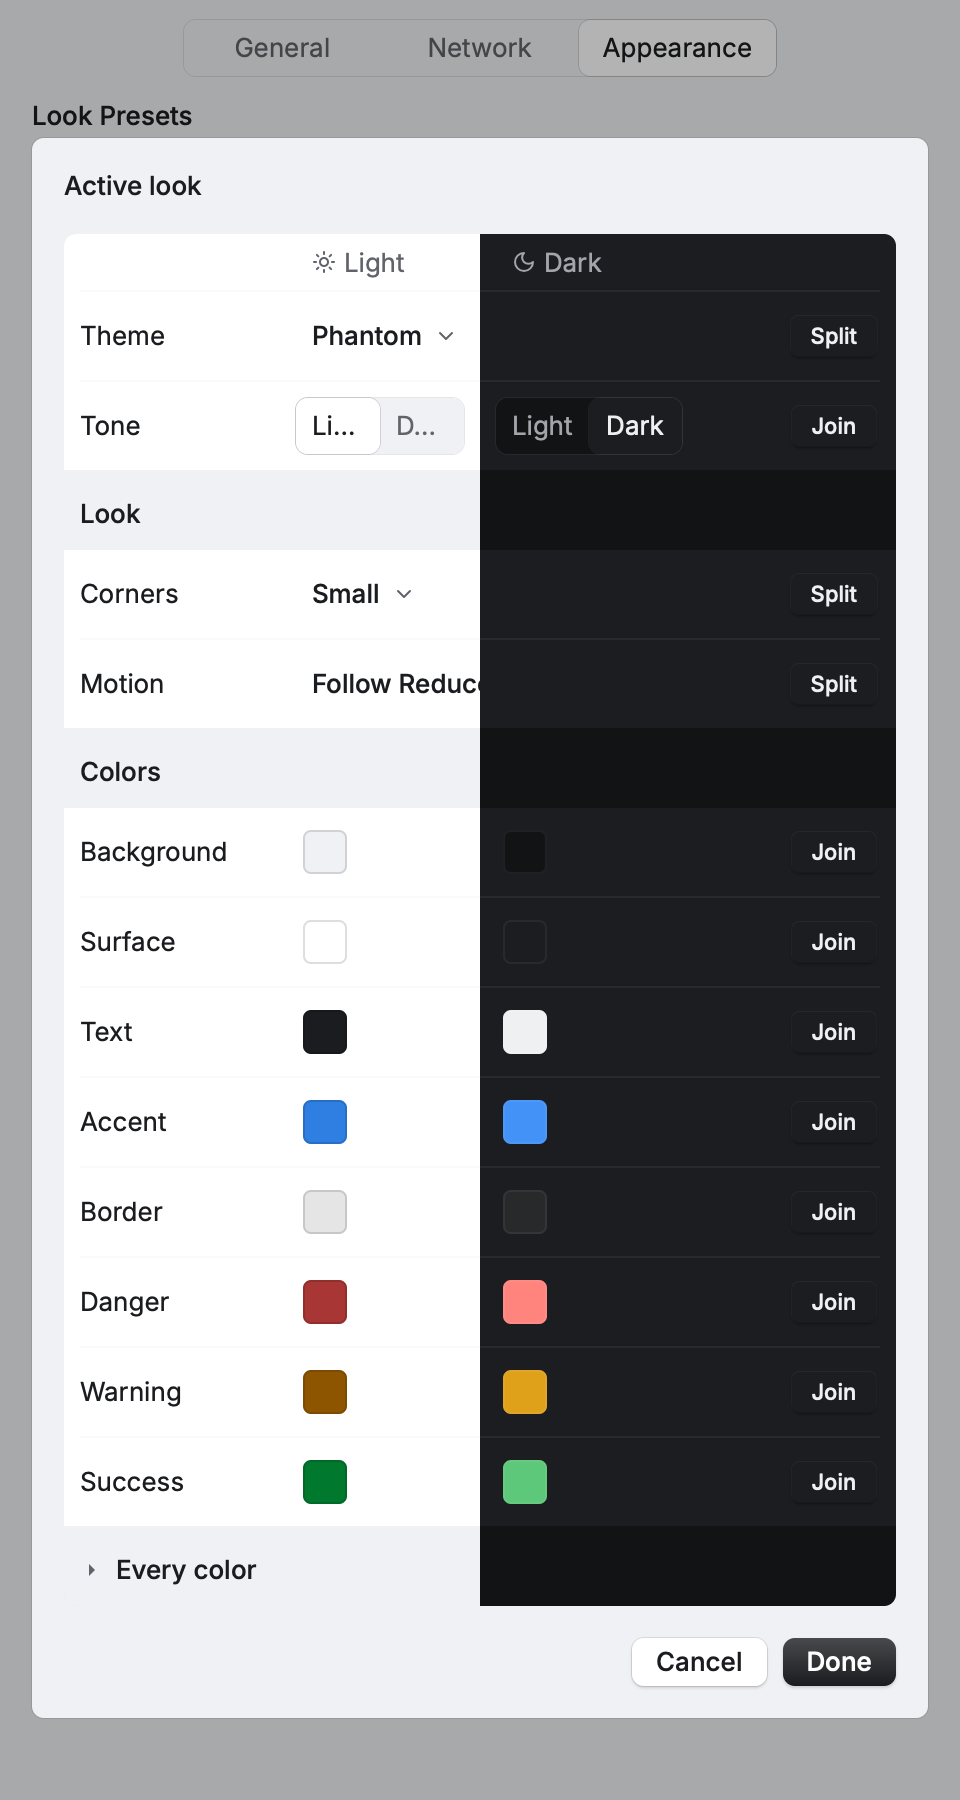 General Network Appearance
Look Presets
Active look
Light Dark
Theme Phantom Split
Tone Li... D... Light Dark Join
Look
Corners Small Split
Motion Follow Reduc Split
Colors
Background Join
Surface Join
Text Join
Accent Join
Border Join
Danger Join
Warning Join
Success Join
Every color
Cancel Done